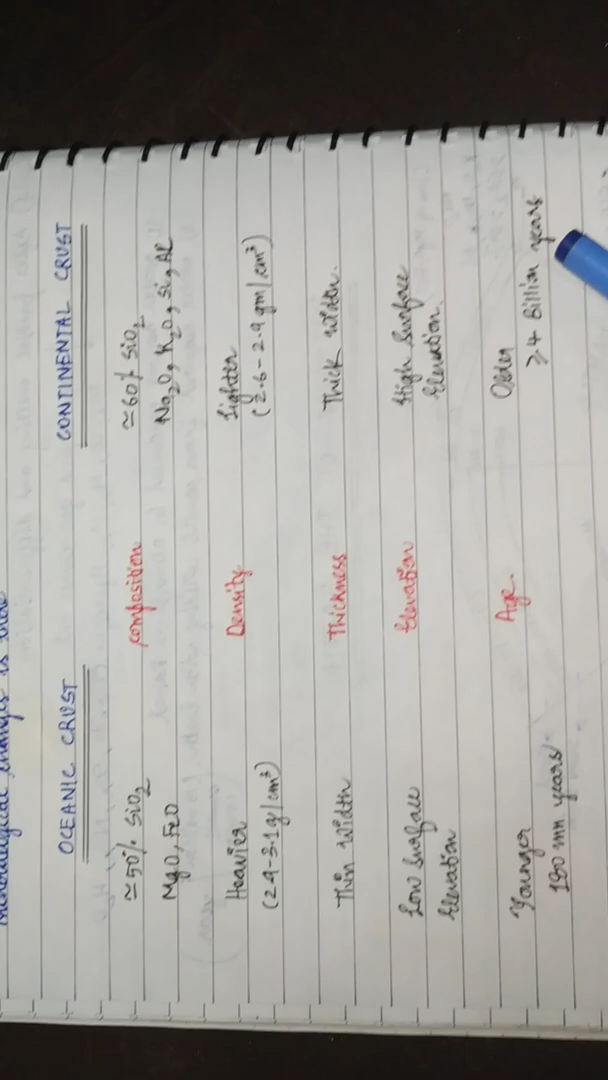 OCEANIC CRUST CONTINENTAL CRUST
≃50% SiO₂ composition ≃60% SiO₂
MgO, FeO Na₂O, K₂O, Si, Al
Heavier Density Lighter
(2.9-3.1g/cm³) (2.6-2.9 gm/cm³)
Thin Width Thickness Thick Width.
Low Surface Elevation High Surface
Elevation Elevation.
Younger Age. Older
180 mn years ≥4 Billion years